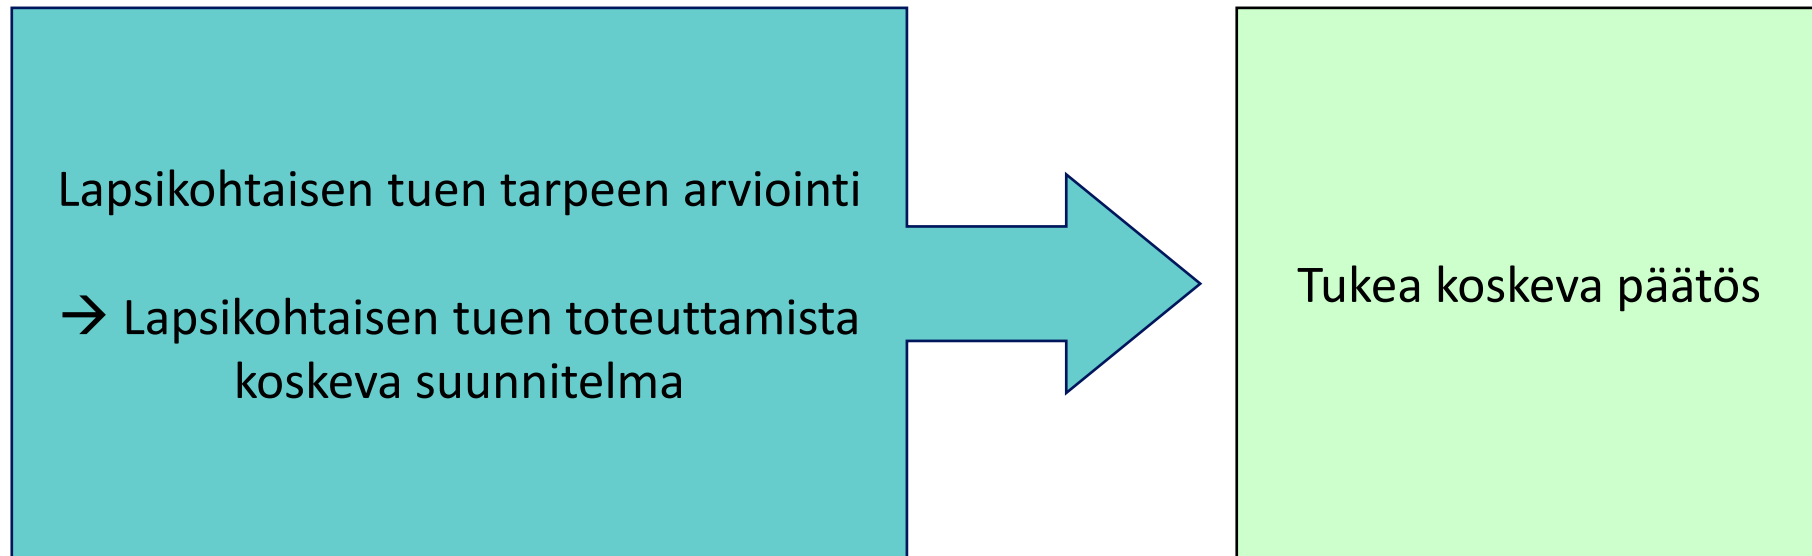 Lapsikohtaisen tuen tarpeen arviointi
→ Lapsikohtaisen tuen toteuttamista
koskeva suunnitelma
Tukea koskeva päätös